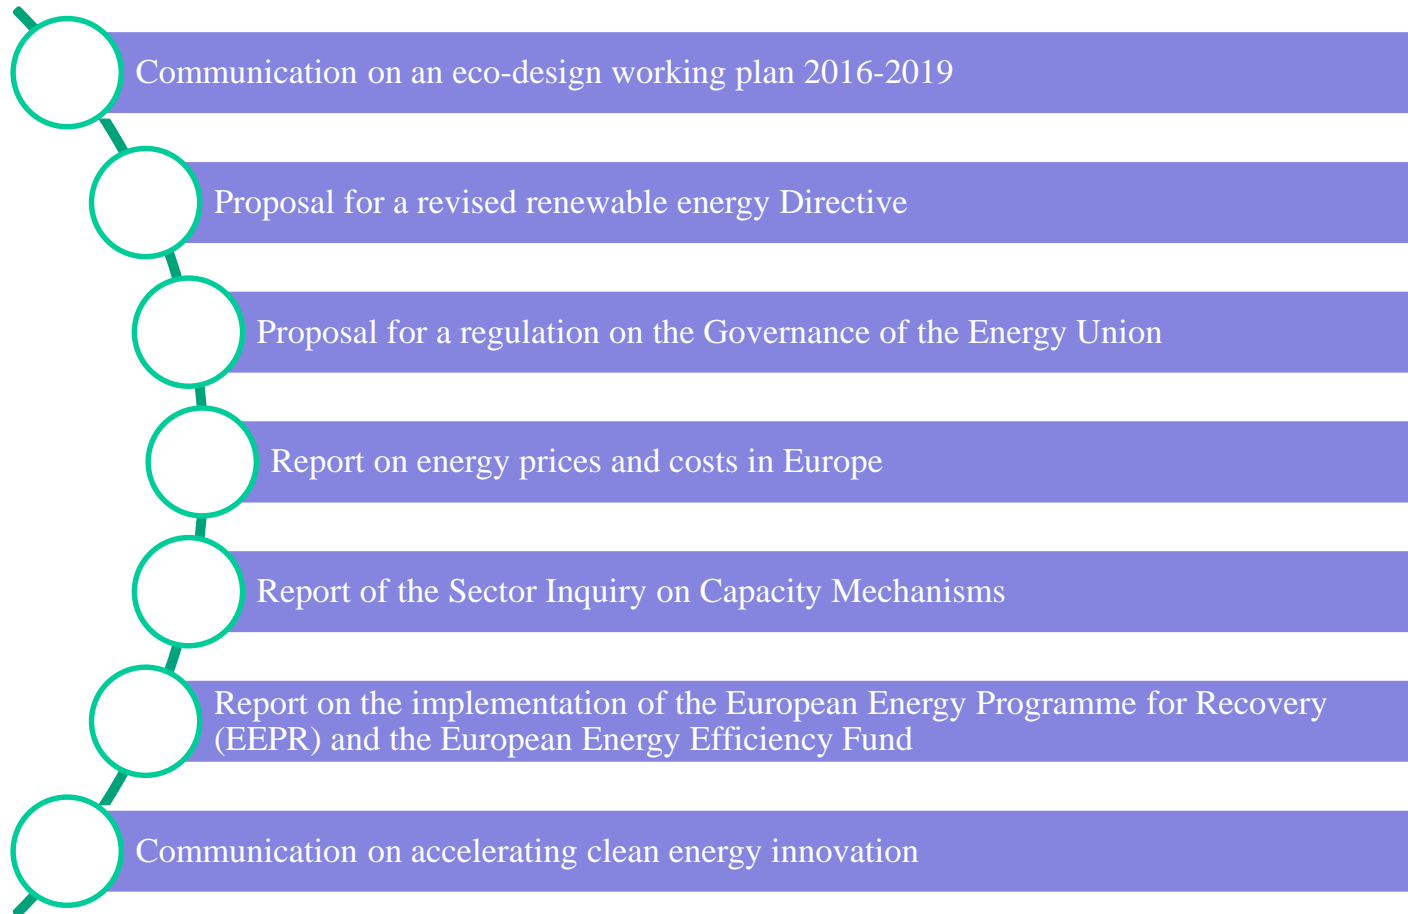 Communication on an eco-design working plan 2016-2019
Proposal for a revised renewable energy Directive
Proposal for a regulation on the Governance of the Energy Union
Report on energy prices and costs in Europe
Report of the Sector Inquiry on Capacity Mechanisms
Report on the implementation of the European Energy Programme for Recovery
(EEPR) and the European Energy Efficiency Fund
Communication on accelerating clean energy innovation